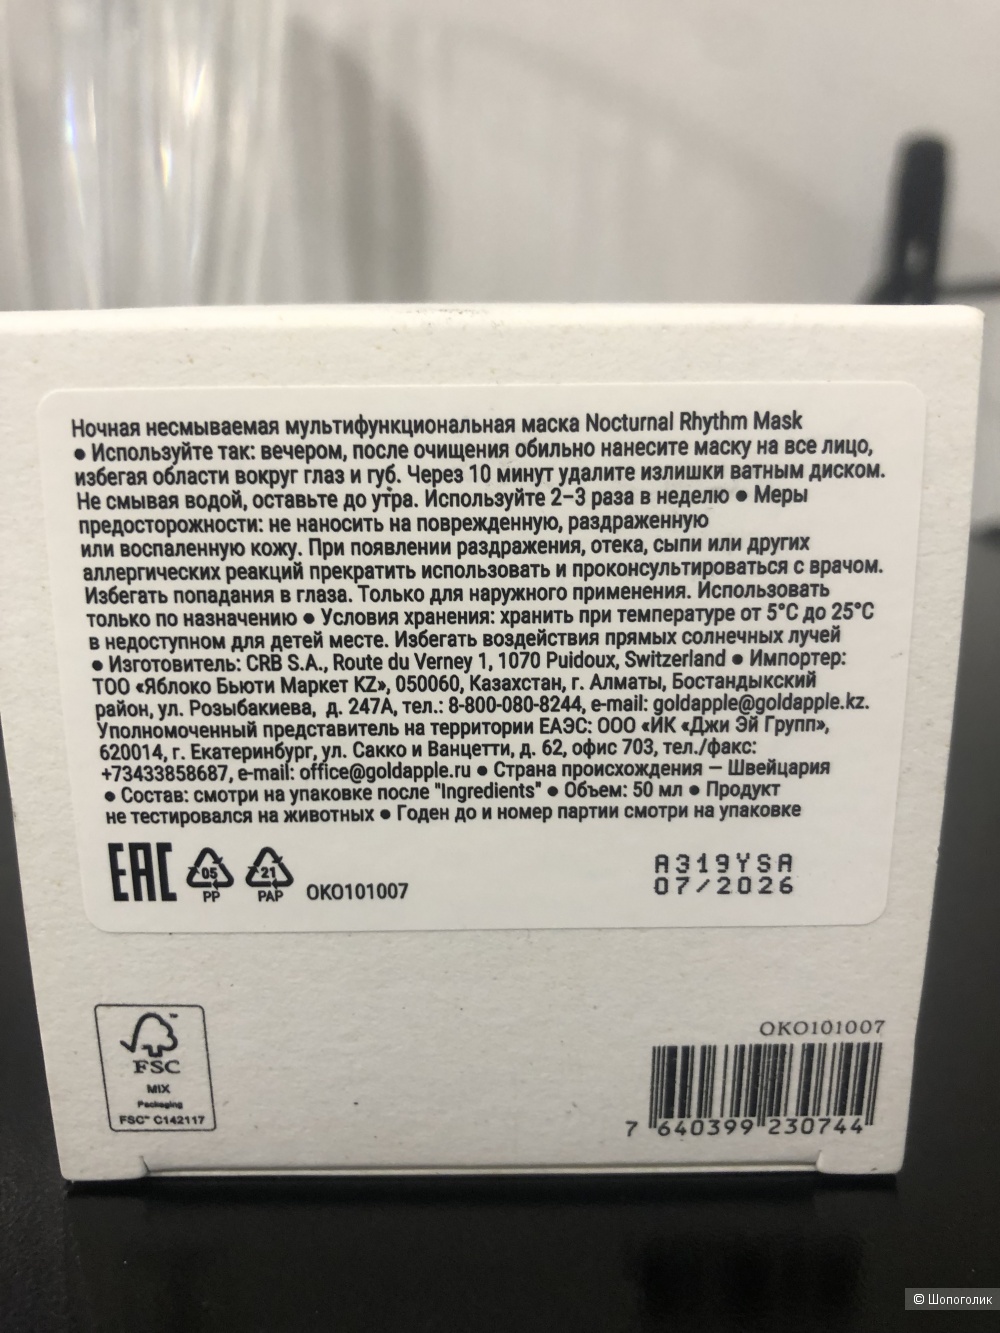 Ночная несмываемая мультифункциональная маска Nocturnal Rhythm Mask
● Используйте так: вечером, после очищения обильно нанесите маску на все лицо,
избегая области вокруг глаз и губ. Через 10 минут удалите излишки ватным диском.
Не смывая водой, оставьте до утра. Используйте 2–3 раза в неделю ● Меры
предосторожности: не наносить на поврежденную, раздраженную
или воспаленную кожу. При появлении раздражения, отека, сыпи или других
аллергических реакций прекратить использовать и проконсультироваться с врачом.
Избегать попадания в глаза. Только для наружного применения. Использовать
только по назначению ● Условия хранения: хранить при температуре от 5°C до 25°C
в недоступном для детей месте. Избегать воздействия прямых солнечных лучей
● Изготовитель: CRB S.A., Route du Verney 1, 1070 Puidoux, Switzerland ● Импортер:
ТОО «Яблоко Бьюти Маркет KZ», 050060, Казахстан, г. Алматы, Бостандыкский
район, ул. Розыбакиева, д. 247А, тел.: 8-800-080-8244, e-mail: goldapple@goldapple.kz.
Уполномоченный представитель на территории ЕАЭС: ООО «ИК «Джи Эй Групп»,
620014, г. Екатеринбург, ул. Сакко и Ванцетти, д. 62, офис 703, тел./факс:
+73433858687, e-mail: office@goldapple.ru ● Страна происхождения — Швейцария
● Состав: смотри на упаковке после "Ingredients" ● Объем: 50 мл ● Продукт
не тестировался на животных ● Годен до и номер партии смотри на упаковке
EAC 05 PP 21 PAP OKO101007
A319YSA
07/2026
FSC™
MIX
Packaging
FSC™ C142117
OKO101007
7 640399 230744
© Шопоголик